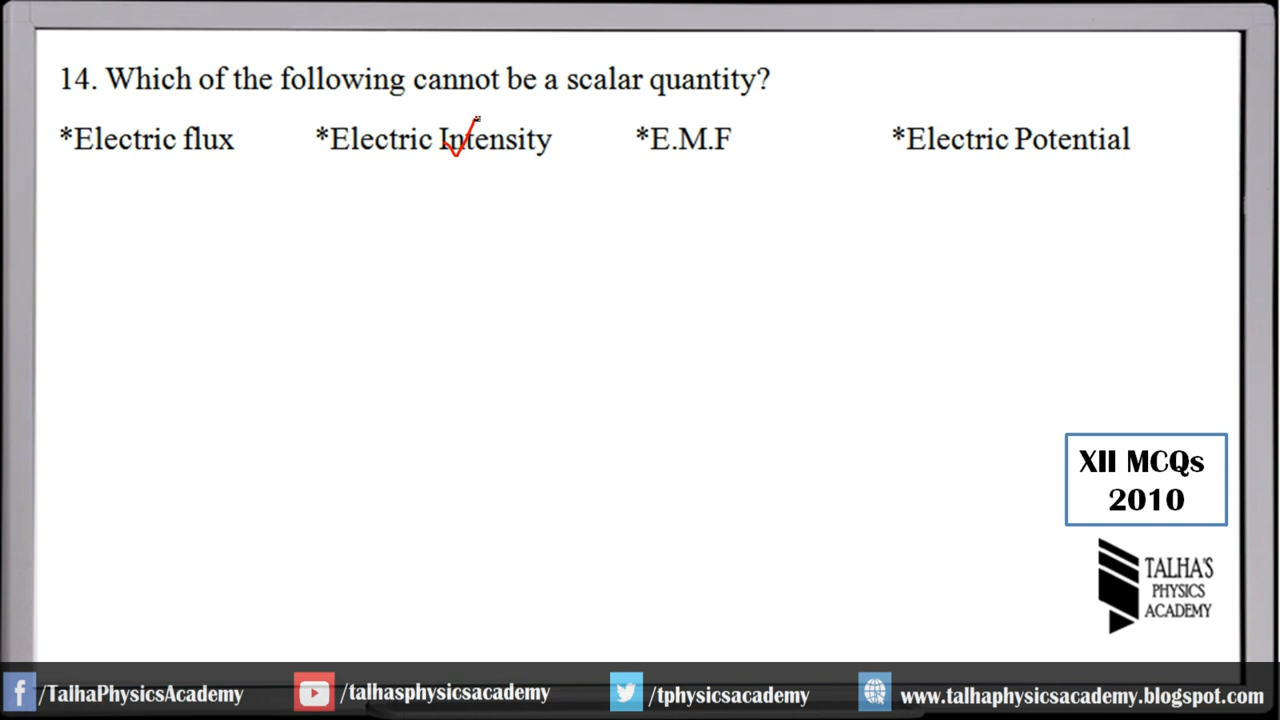 14. Which of the following cannot be a scalar quantity?
*Electric flux *Electric Intensity *E.M.F *Electric Potential
XII MCQs
2010
TALHA'S
PHYSICS
ACADEMY
/TalhaPhysicsAcademy /talhasphysicsacademy /tphysicsacademy www.talhaphysicsacademy.blogspot.com